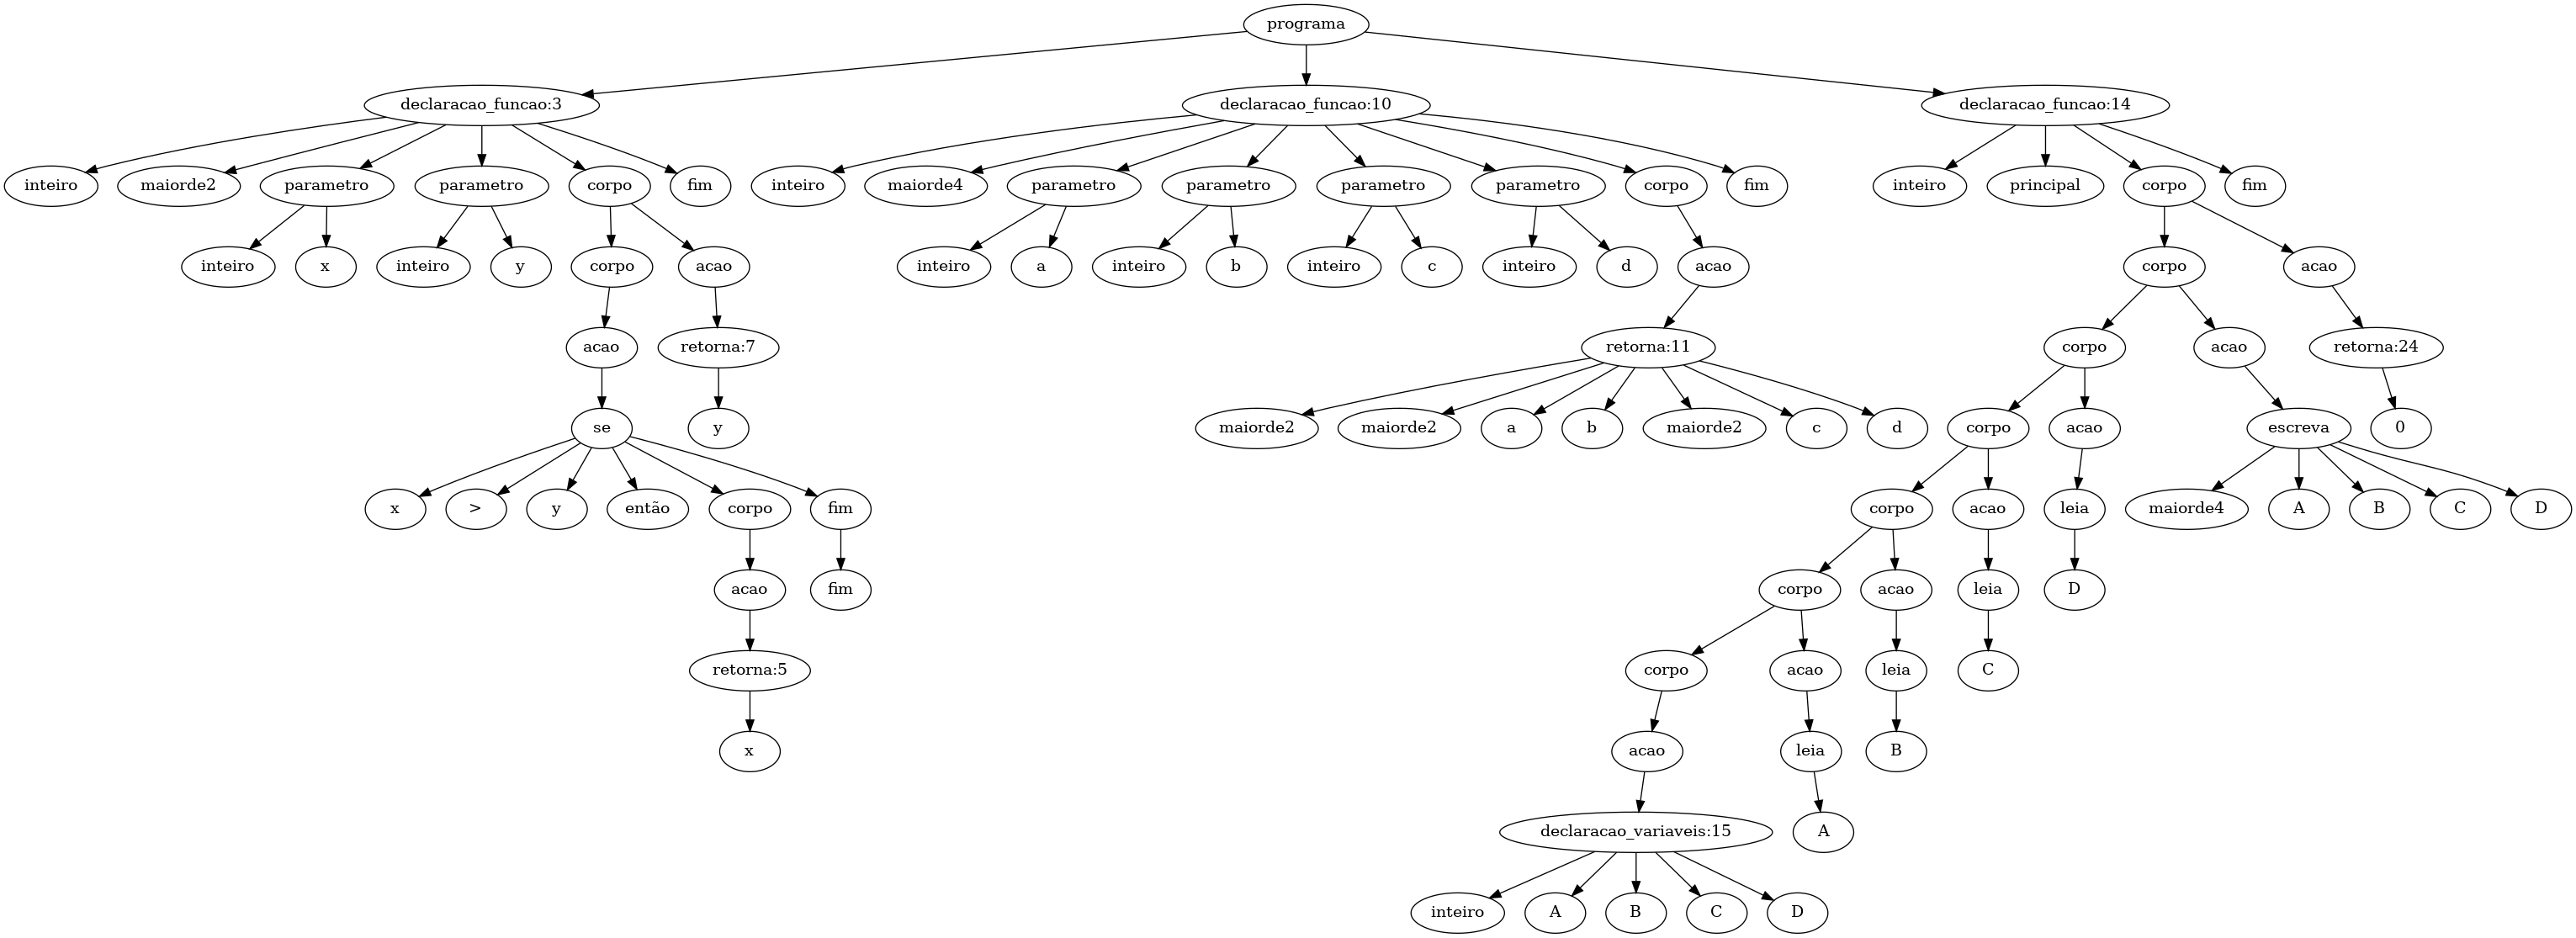 programa
declaracao_funcao:3 declaracao_funcao:10 declaracao_funcao:14
inteiro maiorde2 parametro parametro corpo fim inteiro maiorde4 parametro parametro parametro parametro corpo fim inteiro principal corpo fim
inteiro x inteiro y corpo acao inteiro a inteiro b inteiro c inteiro d acao corpo acao
acao retorna:7 retorna:11 corpo acao retorna:24
se y maiorde2 maiorde2 a b maiorde2 c d corpo acao escreva 0
x > y então corpo fim corpo acao leia maiorde4 A B C D
acao fim corpo acao leia D
retorna:5 corpo acao leia C
x acao leia B
declaracao_variaveis:15 A
inteiro A B C D